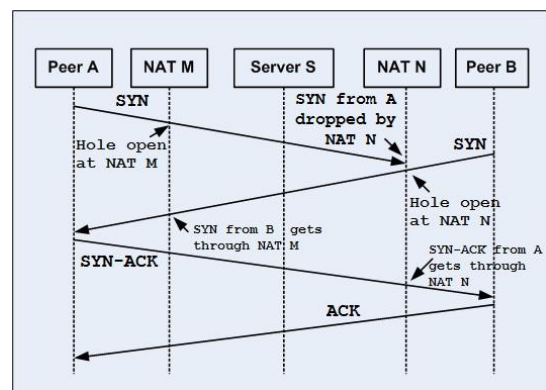 Peer A
NAT M
Server S
NAT N
Peer B
SYN
SYN from A
dropped by
NAT N
SYN
Hole open
at NAT M
Hole open
at NAT N
SYN from B gets
through NAT M
SYN-ACK
SYN-ACK from A
gets through
NAT N
ACK